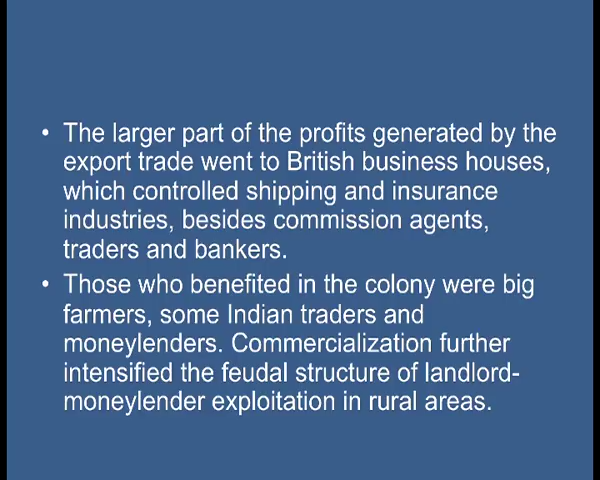 • The larger part of the profits generated by the
export trade went to British business houses,
which controlled shipping and insurance
industries, besides commission agents,
traders and bankers.
• Those who benefited in the colony were big
farmers, some Indian traders and
moneylenders. Commercialization further
intensified the feudal structure of landlord-
moneylender exploitation in rural areas.